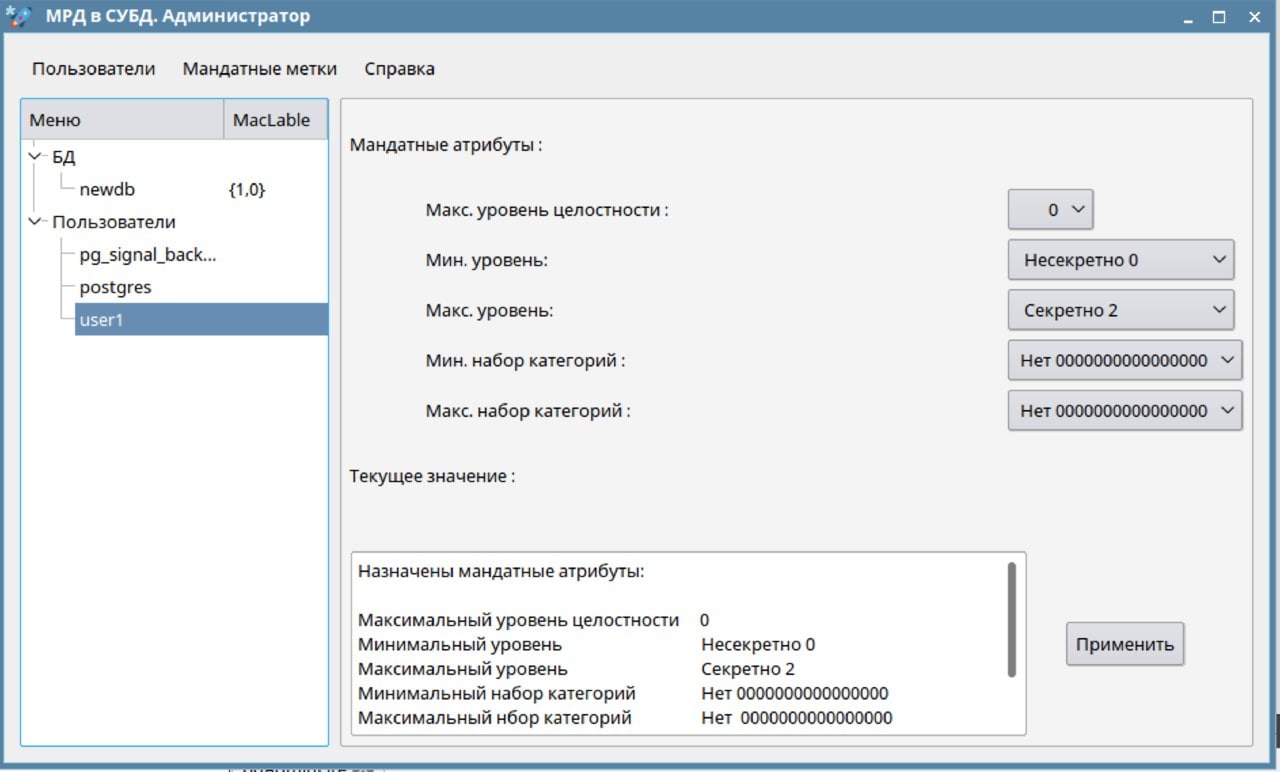 МРД в СУБД. Администратор
Пользователи Мандатные метки Справка
Меню MacLable
БД
newdb {1,0}
Пользователи
pg_signal_back...
postgres
user1
Мандатные атрибуты :
Макс. уровень целостности : 0
Мин. уровень: Несекретно 0
Макс. уровень: Секретно 2
Мин. набор категорий : Нет 0000000000000000
Макс. набор категорий : Нет 0000000000000000
Текущее значение :
Назначены мандатные атрибуты:
Максимальный уровень целостности 0
Минимальный уровень Несекретно 0
Максимальный уровень Секретно 2
Минимальный набор категорий Нет 0000000000000000
Максимальный нбор категорий Нет 0000000000000000
Применить